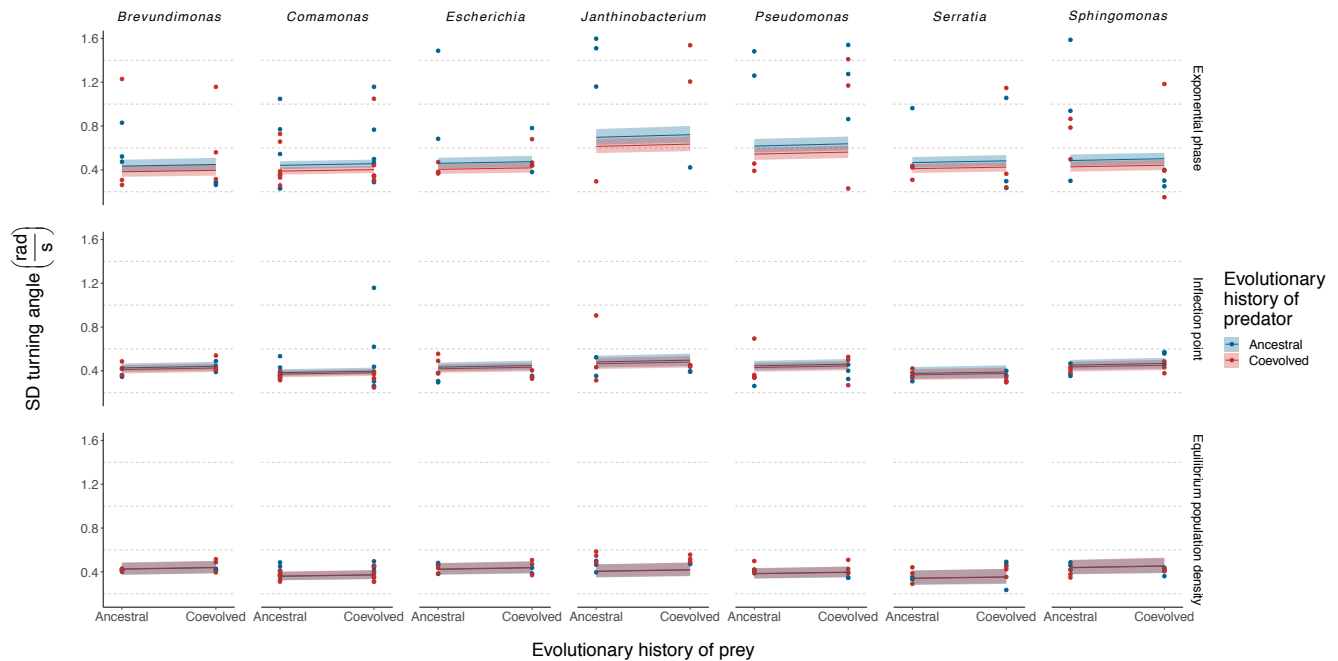 Brevundimonas Comamonas Escherichia Janthinobacterium Pseudomonas Serratia Sphingomonas
1.6
1.2
0.8
0.4
Exponential phase
1.6
1.2
0.8
0.4
Inflection point
1.6
1.2
0.8
0.4
Equilibrium population density
SD turning angle (rad/s)
Ancestral Coevolved Ancestral Coevolved Ancestral Coevolved Ancestral Coevolved Ancestral Coevolved Ancestral Coevolved Ancestral Coevolved
Evolutionary history of prey
Evolutionary
history of
predator
Ancestral
Coevolved